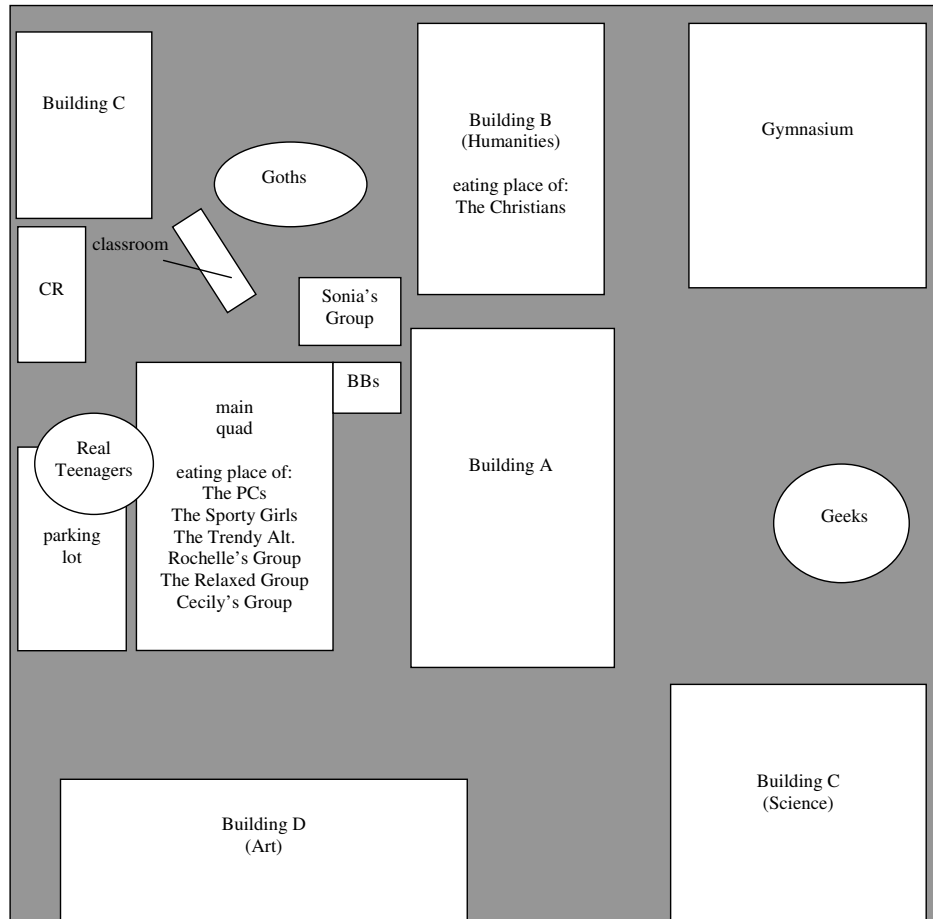 Building C
Building B
(Humanities)
eating place of:
The Christians
Gymnasium
Goths
classroom
CR
Sonia's
Group
BBs
main
quad
eating place of:
The PCs
The Sporty Girls
The Trendy Alt.
Rochelle's Group
The Relaxed Group
Cecily's Group
Real
Teenagers
parking
lot
Building A
Geeks
Building C
(Science)
Building D
(Art)